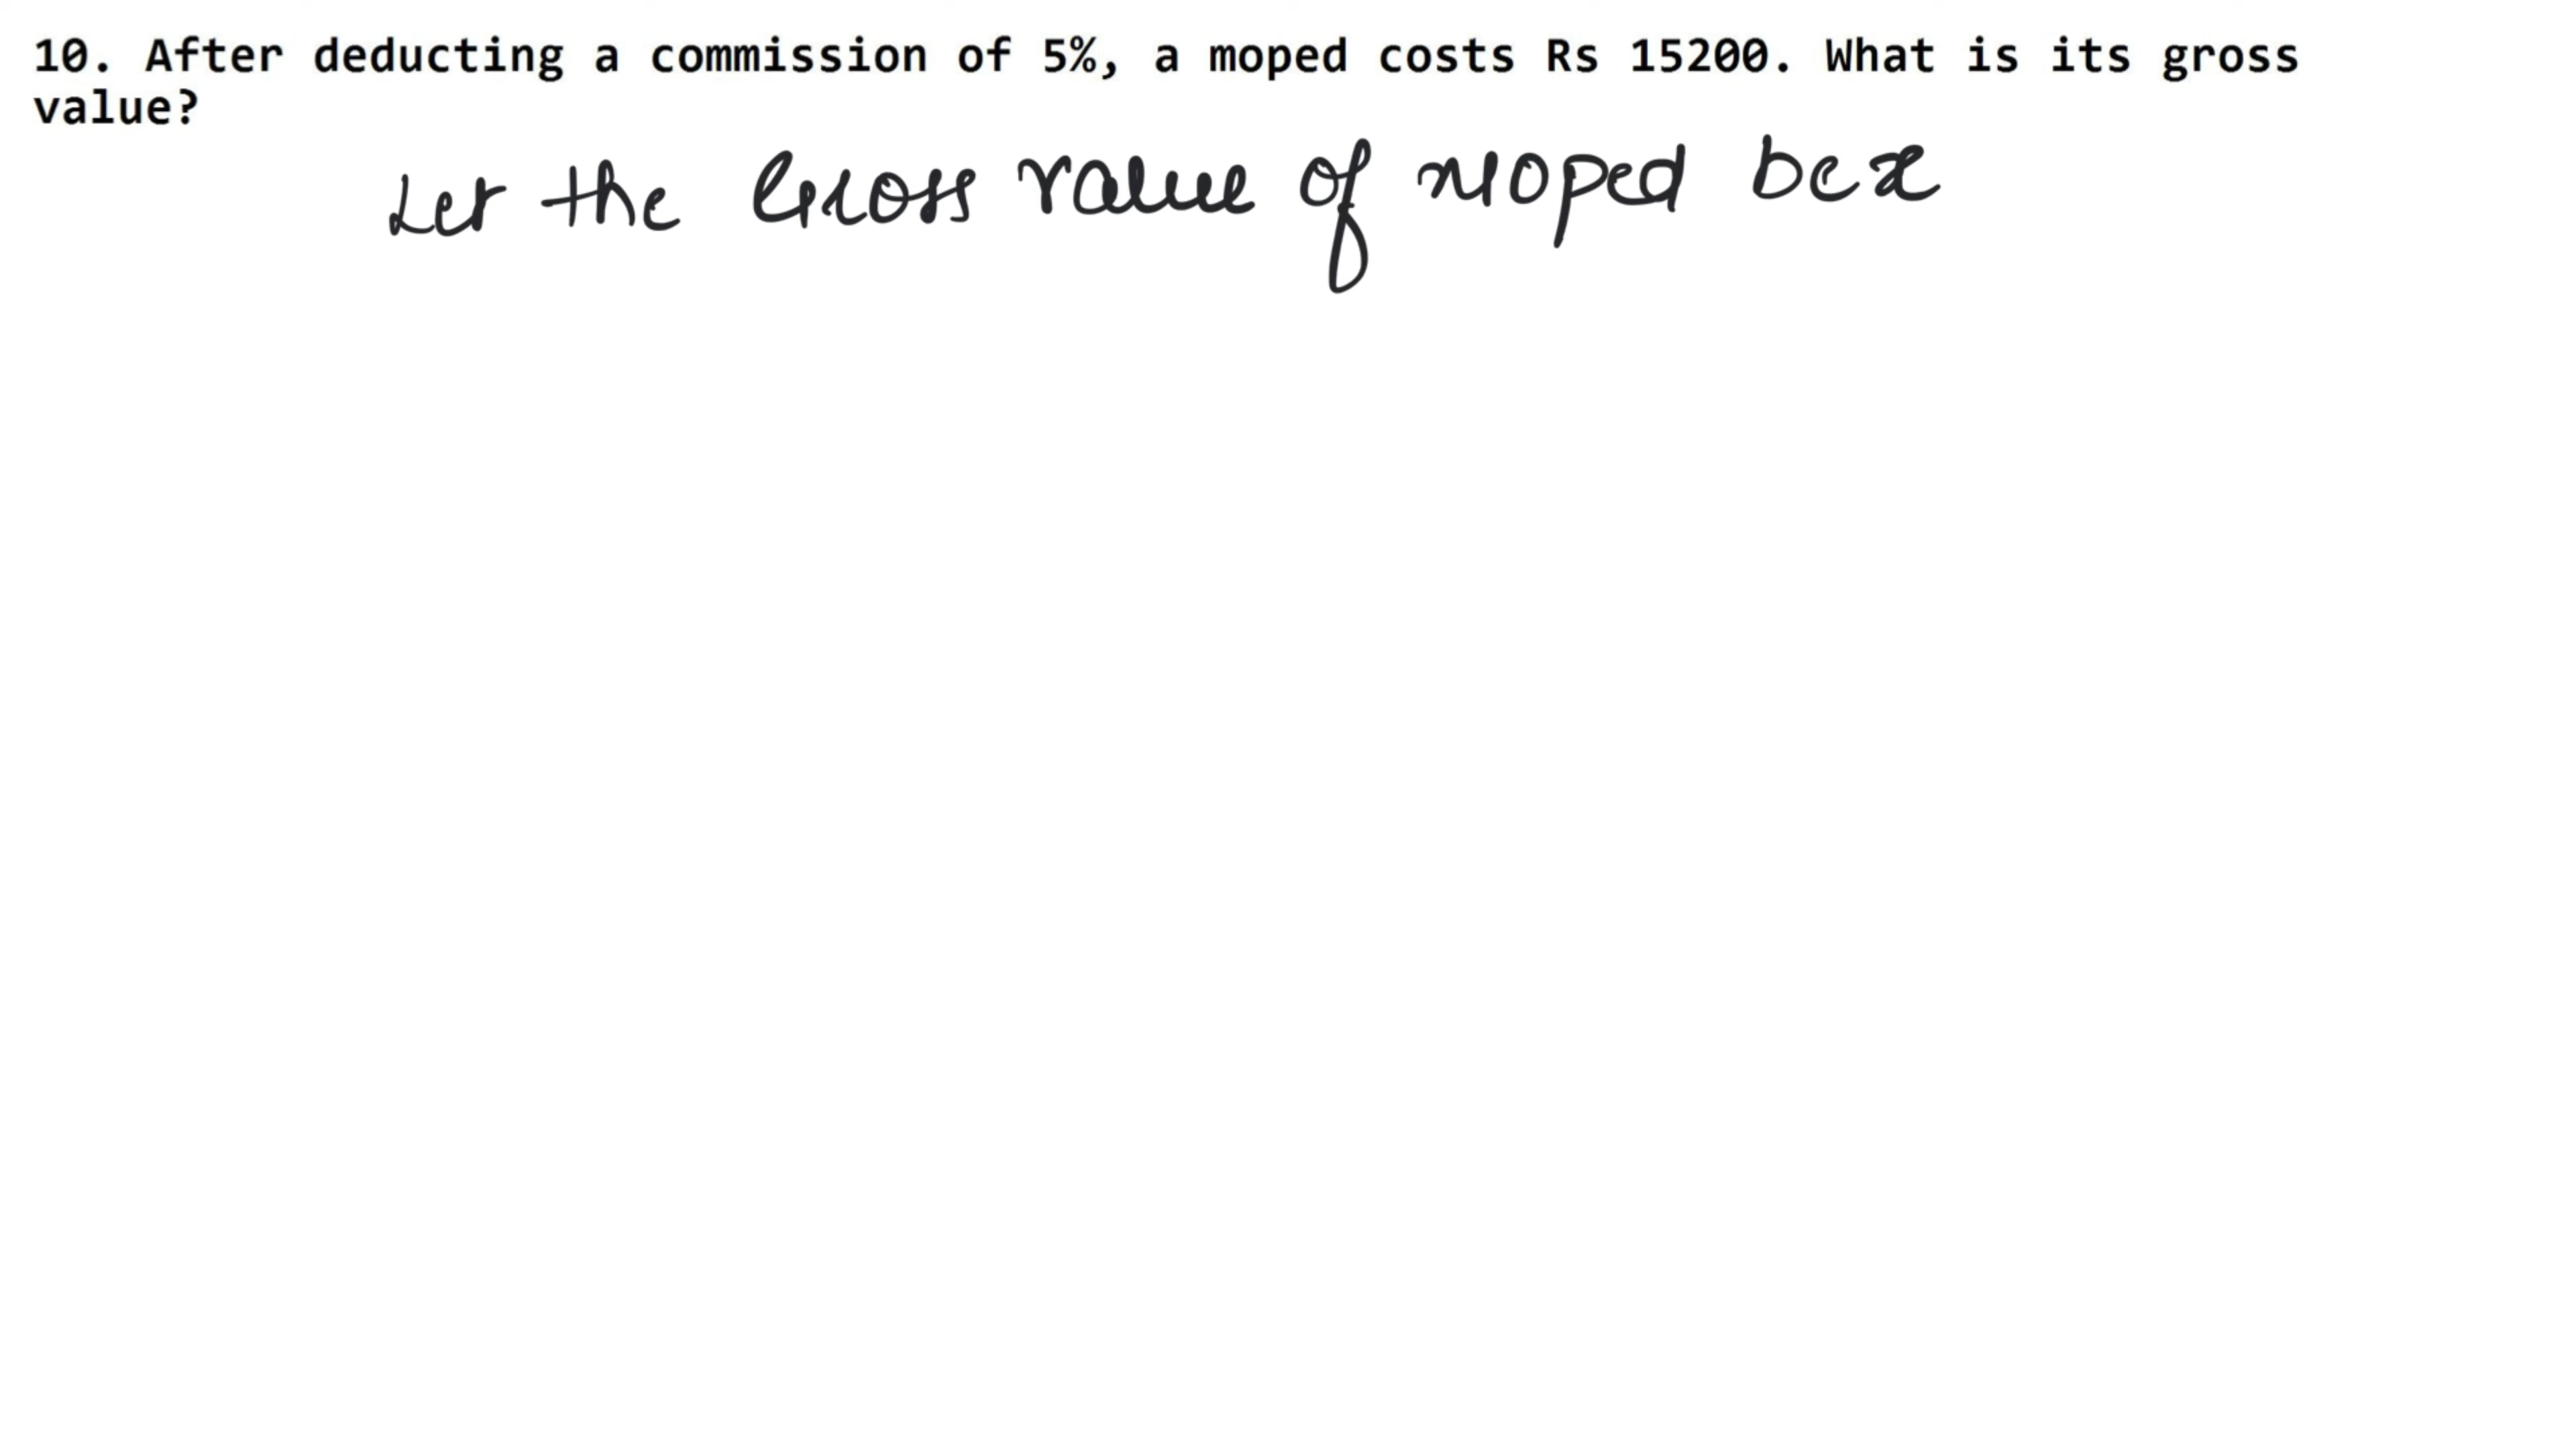 10. After deducting a commission of 5%, a moped costs Rs 15200. What is its gross
value?
Let the Gross value of moped be x